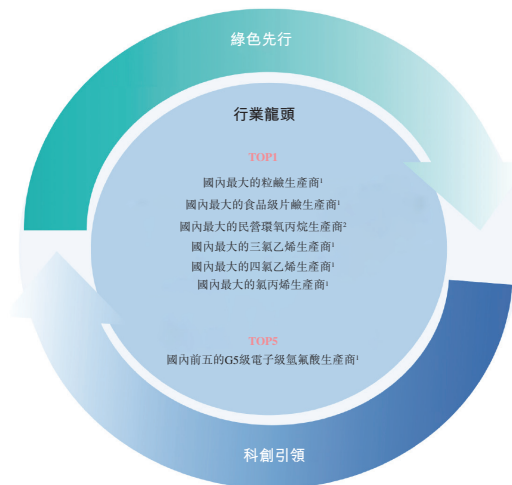 綠色先行
行業龍頭
TOP1
國內最大的粒鹼生產商¹
國內最大的食品級片鹼生產商¹
國內最大的民營環氧丙烷生產商²
國內最大的三氯乙烯生產商¹
國內最大的四氯乙烯生產商¹
國內最大的氯丙烯生產商¹
TOP5
國內前五的G5級電子級氫氟酸生產商¹
科創引領